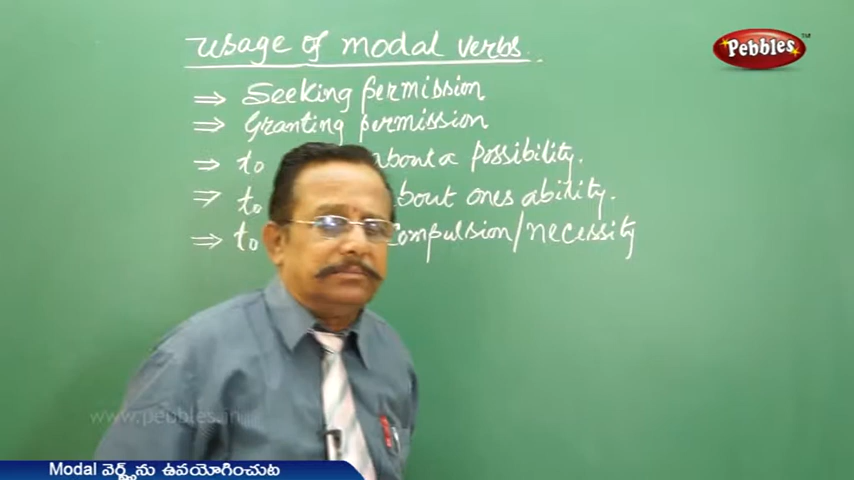 usage of modal verbs.
Pebbles TM
⇒ Seeking permission
⇒ Granting permission
⇒ to about a possibility.
⇒ to about ones ability.
⇒ to Compulsion/necessity
www.pebbles.in
Modal వెర్బ్స్‌ను ఉపయోగించుట